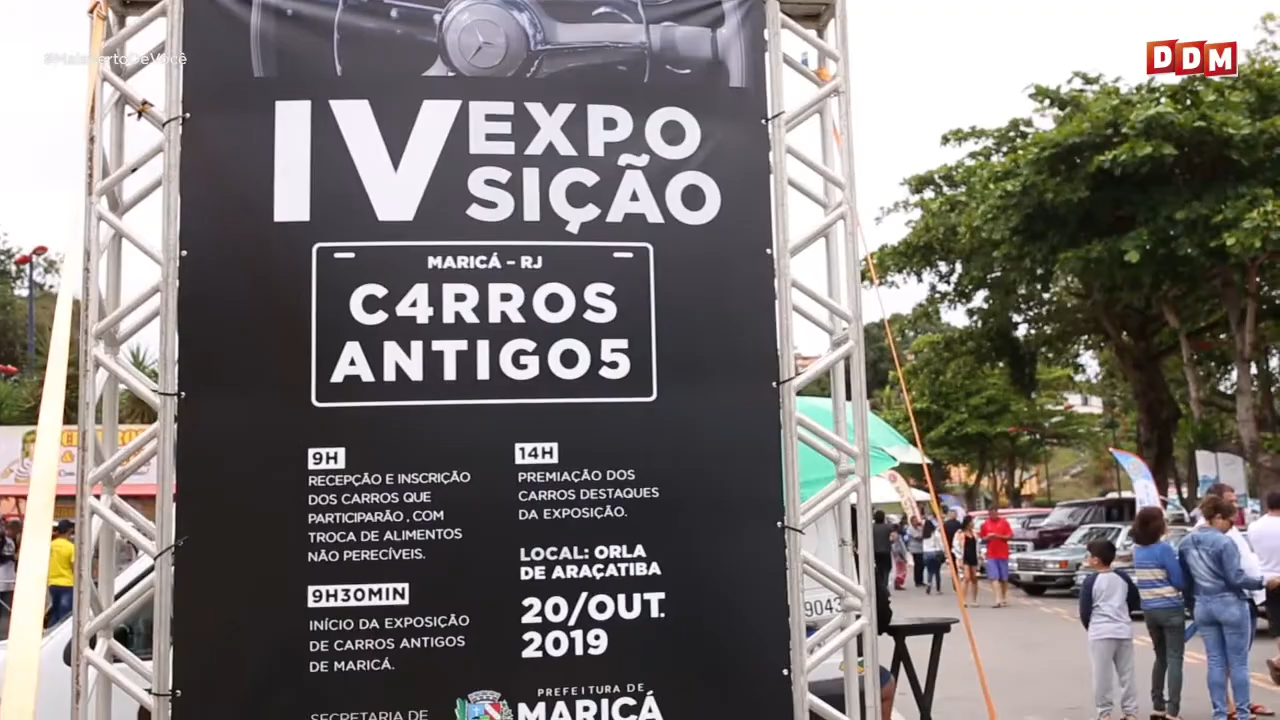 #MaisPertoDeVocê
DDM
IV EXPO
SIÇÃO
MARICÁ - RJ
C4RROS
ANTIGO5
9H
RECEPÇÃO E INSCRIÇÃO
DOS CARROS QUE
PARTICIPARÃO, COM
TROCA DE ALIMENTOS
NÃO PERECÍVEIS.
9H30MIN
INÍCIO DA EXPOSIÇÃO
DE CARROS ANTIGOS
DE MARICÁ.
14H
PREMIAÇÃO DOS
CARROS DESTAQUES
DA EXPOSIÇÃO.
LOCAL: ORLA
DE ARAÇATIBA
20/OUT.
2019
SECRETARIA DE
PREFEITURA DE
MARICÁ
9043